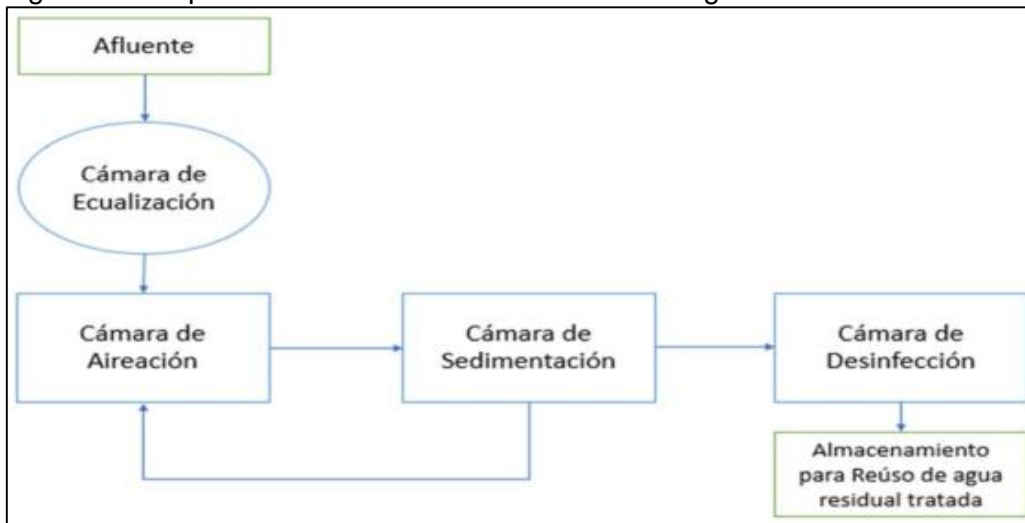 Afluente
Cámara de
Ecualización
Cámara de
Aireación
Cámara de
Sedimentación
Cámara de
Desinfección
Almacenamiento
para Reúso de agua
residual tratada